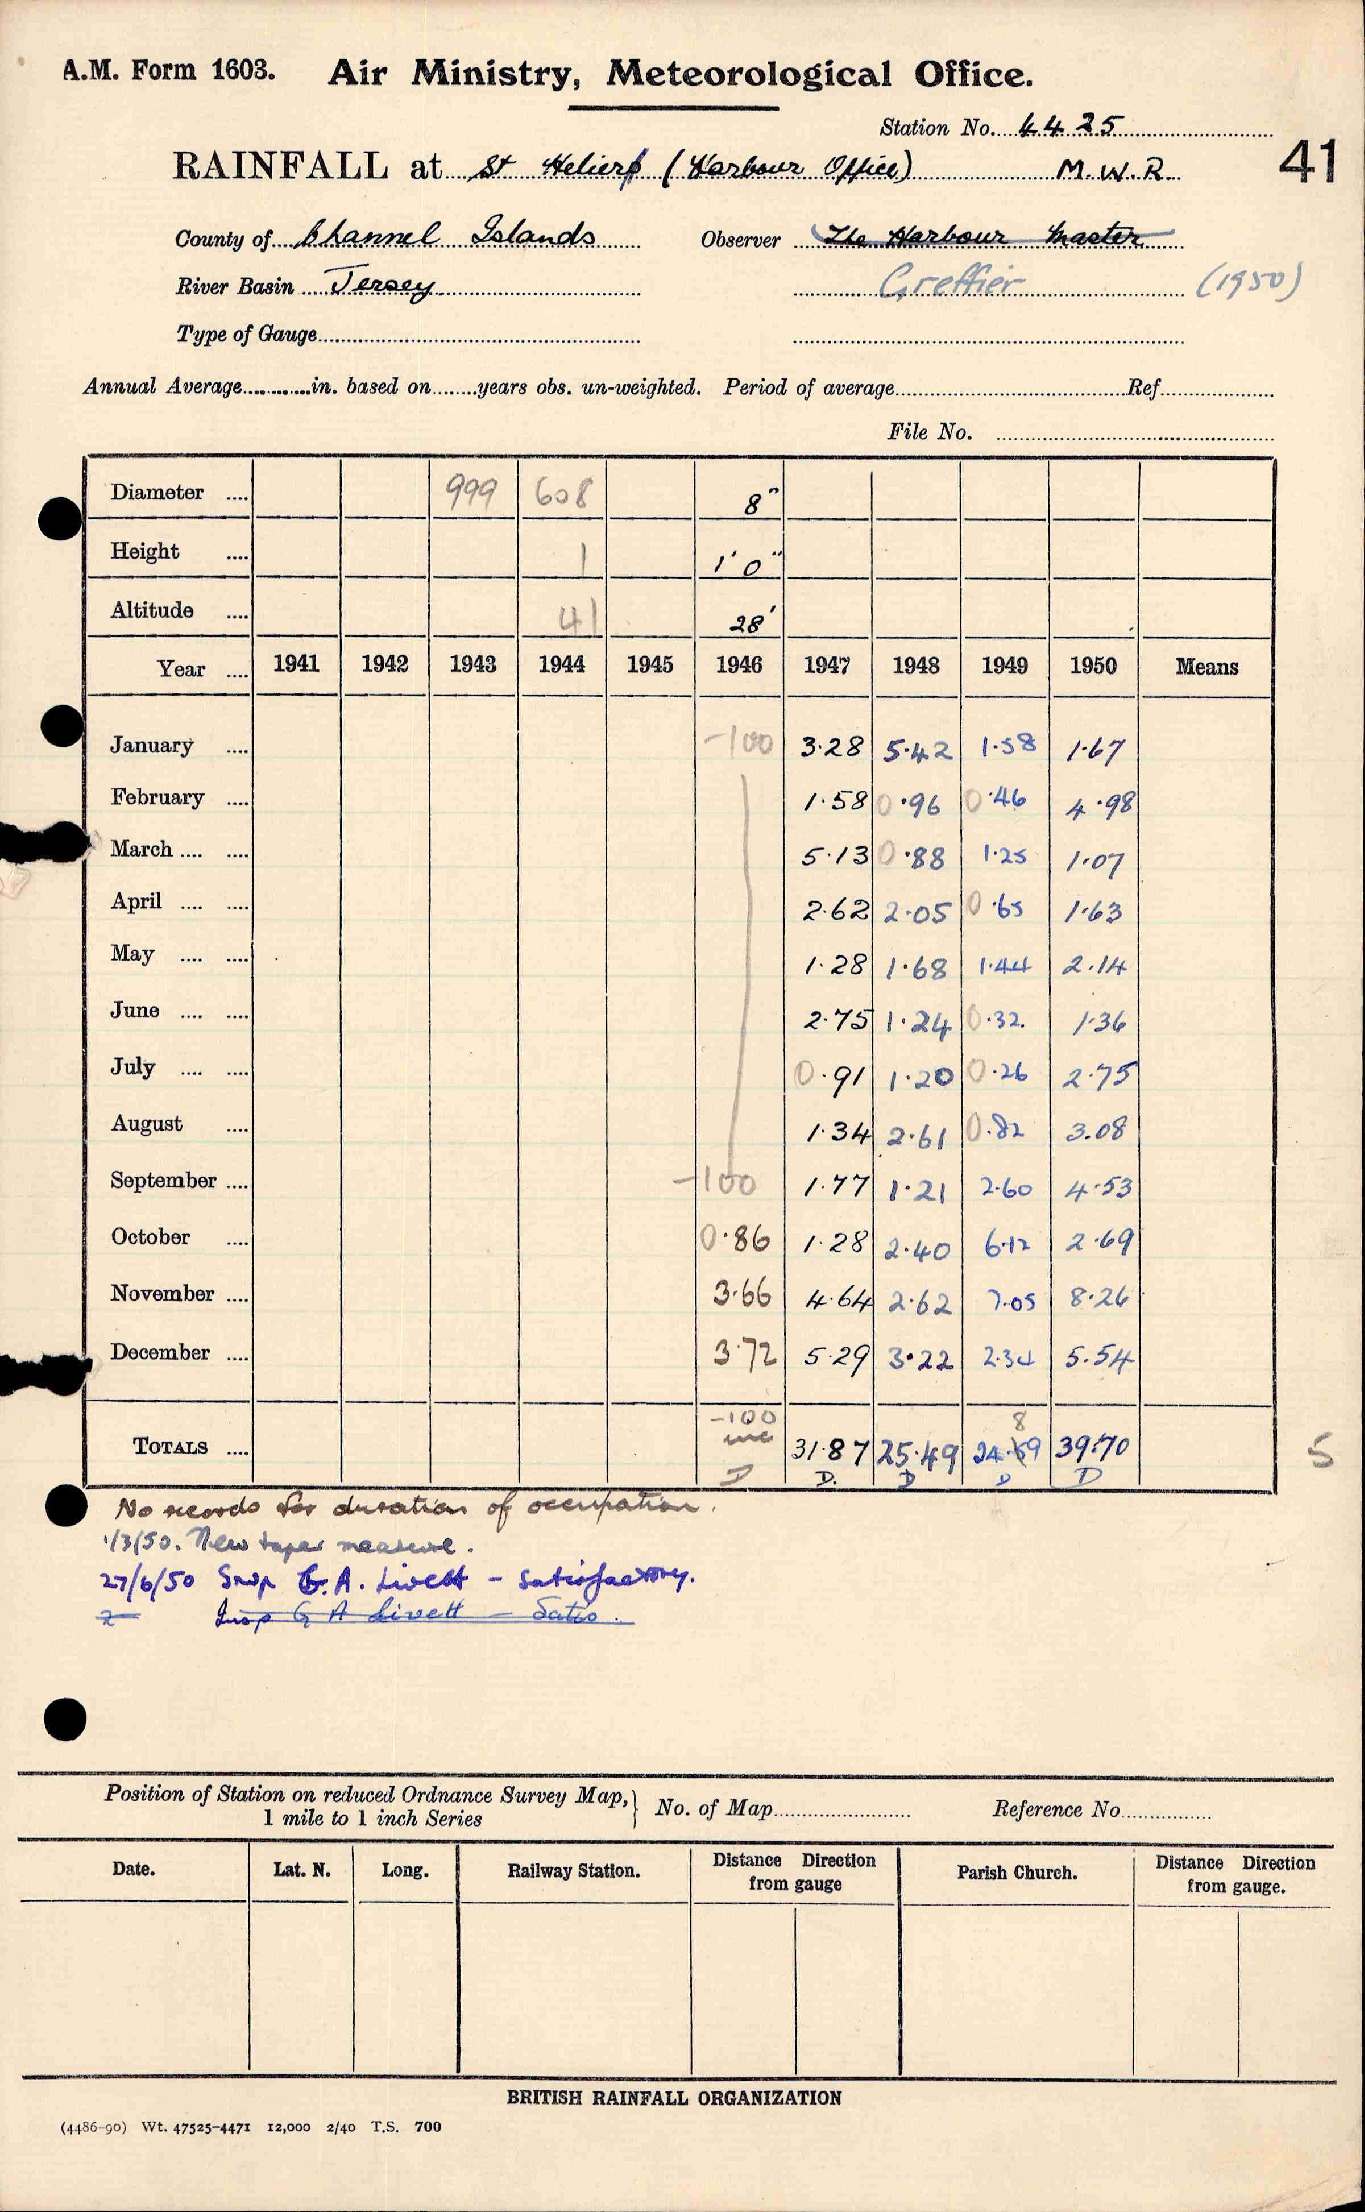 A.M. Form 1603. Air Ministry, Meteorological Office.
Station No. 4425
41
RAINFALL at St Helier (Harbour Office) M.W.R.
County of Channel Islands Observer The Harbour Master
River Basin Jersey Greffier (1950)
Type of Gauge
Annual Average in. based on years obs. un-weighted. Period of average Ref
File No.
Diameter 999 608 8"
Height 1 1' 0"
Altitude 41 28'
Year 1941 1942 1943 1944 1945 1946 1947 1948 1949 1950 Means
January -100 3.28 5.42 1.58 1.67
February 1.58 0.96 0.46 4.98
March 5.13 0.88 1.25 1.07
April 2.62 2.05 0.65 1.63
May 1.28 1.68 1.44 2.14
June 2.75 1.24 0.32 1.36
July 0.91 1.20 0.26 2.75
August 1.34 2.61 0.82 3.08
September -100 1.77 1.21 2.60 4.53
October 0.86 1.28 2.40 6.12 2.69
November 3.66 4.64 2.62 7.05 8.26
December 3.72 5.29 3.22 2.34 5.54
-100 8
TOTALS inc 31.87 25.49 24.69 39.70 5
D D. D D D
No records for duration of occupation.
1/3/50. New taper measure.
27/6/50 Insp G.A. Livett - Satisfactory.
2 Insp G A Livett - Satis.
Position of Station on reduced Ordnance Survey Map,
1 mile to 1 inch Series
No. of Map Reference No.
Date. Lat. N. Long. Railway Station. Distance Direction from gauge Parish Church. Distance Direction from gauge.
BRITISH RAINFALL ORGANIZATION
(4486-90) Wt. 47525-4471 12,000 2/40 T.S. 700